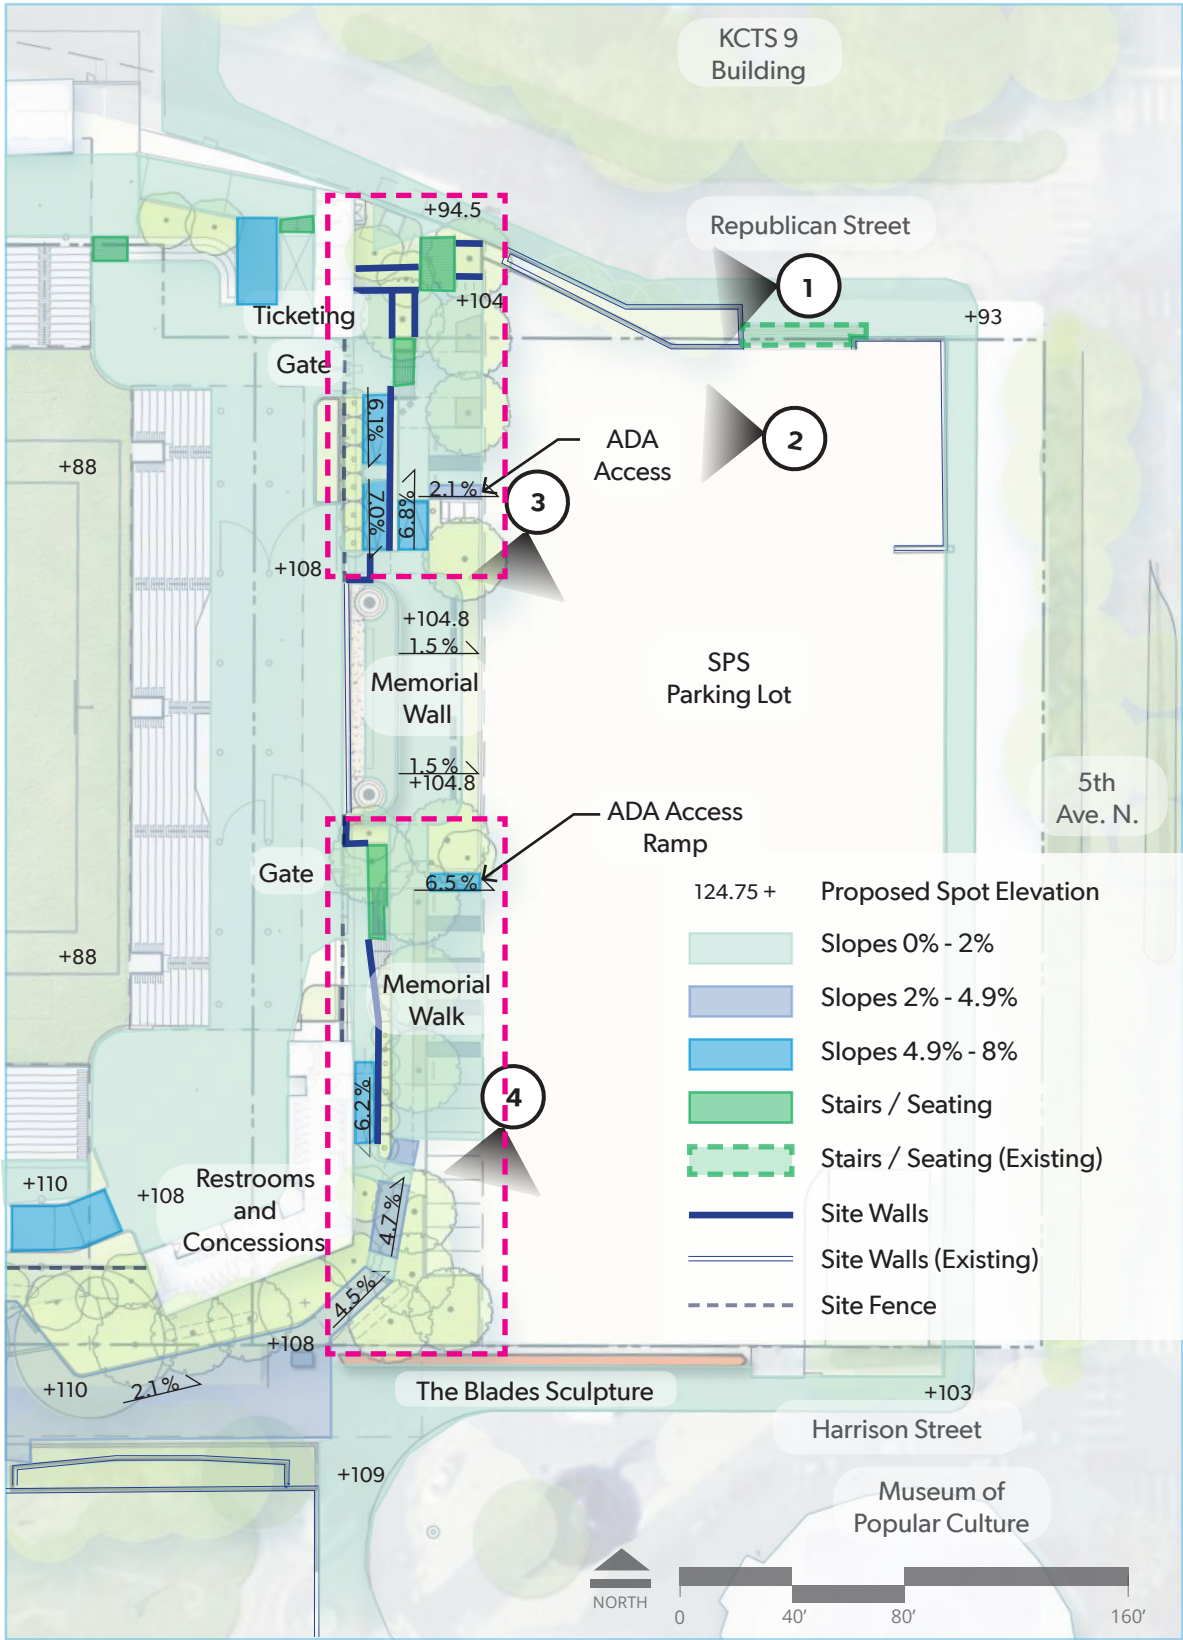 KCTS 9
Building
+94.5
Republican Street
1
+104
Ticketing
+93
Gate
6.1%
2
ADA
Access
+88
2.1%
7.0%
6.8%
3
+108
+104.8
1.5%
SPS
Parking Lot
Memorial
Wall
1.5%
+104.8
5th
Ave. N.
ADA Access
Ramp
Gate
6.5%
124.75 +
Proposed Spot Elevation
Slopes 0% - 2%
+88
Memorial
Walk
Slopes 2% - 4.9%
Slopes 4.9% - 8%
6.2%
4
Stairs / Seating
Stairs / Seating (Existing)
+110
+108
Restrooms
and
Concessions
4.7%
Site Walls
Site Walls (Existing)
4.5%
Site Fence
+108
+110
2.1%
The Blades Sculpture
+103
Harrison Street
+109
Museum of
Popular Culture
NORTH
0
40'
80'
160'